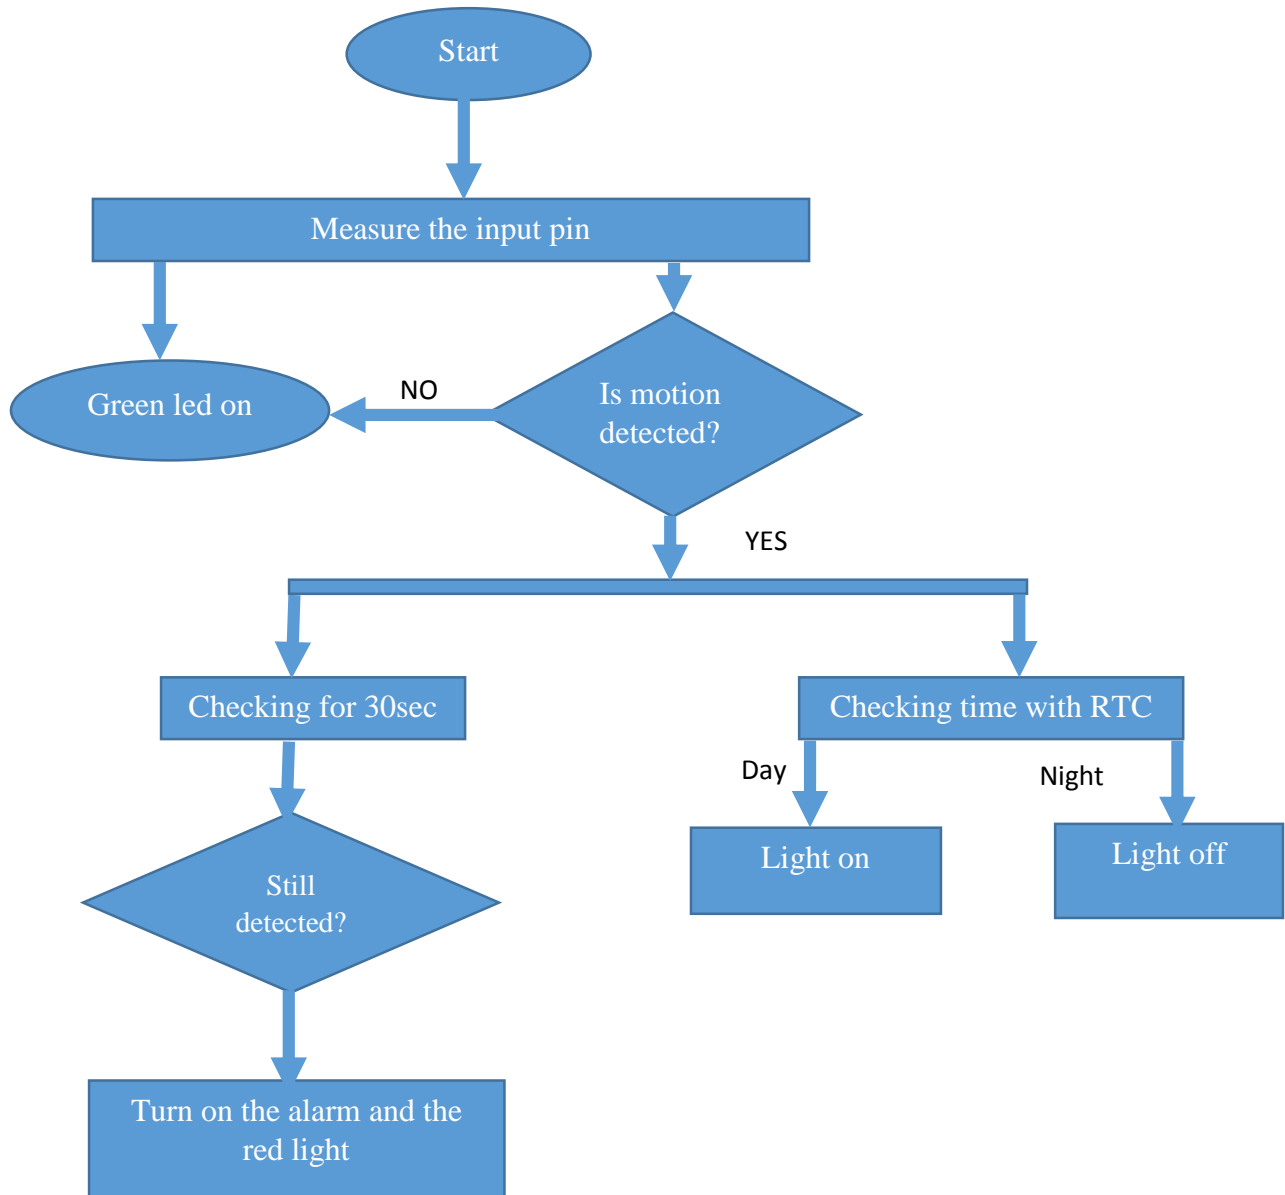 Start
Measure the input pin
Green led on
NO
Is motion
detected?
YES
Checking for 30sec
Checking time with RTC
Day
Night
Light on
Light off
Still
detected?
Turn on the alarm and the
red light